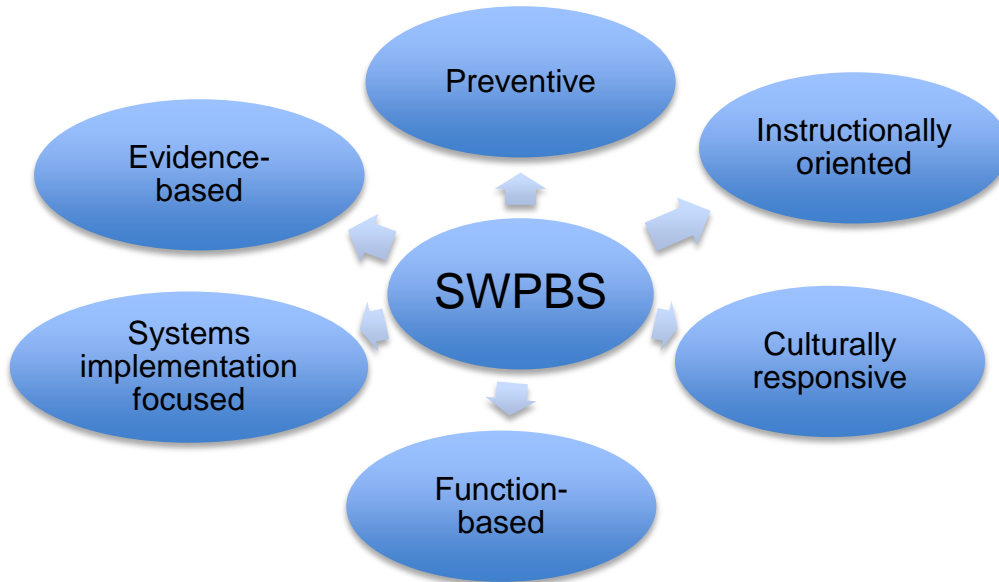 Preventive
Instructionally
oriented
Evidence-
based
SWPBS
Systems
implementation
focused
Culturally
responsive
Function-
based